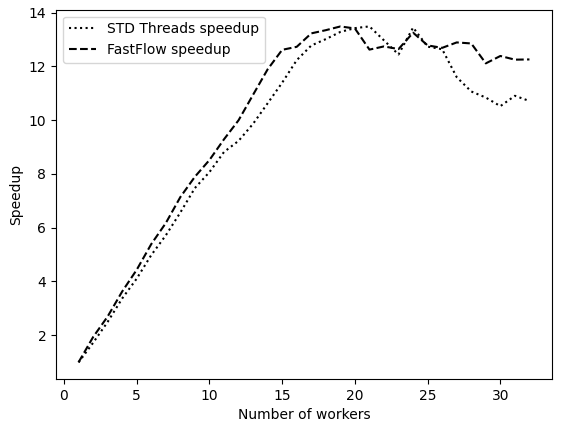 STD Threads speedup
FastFlow speedup
14
12
10
8
6
4
2
Speedup
0 5 10 15 20 25 30
Number of workers